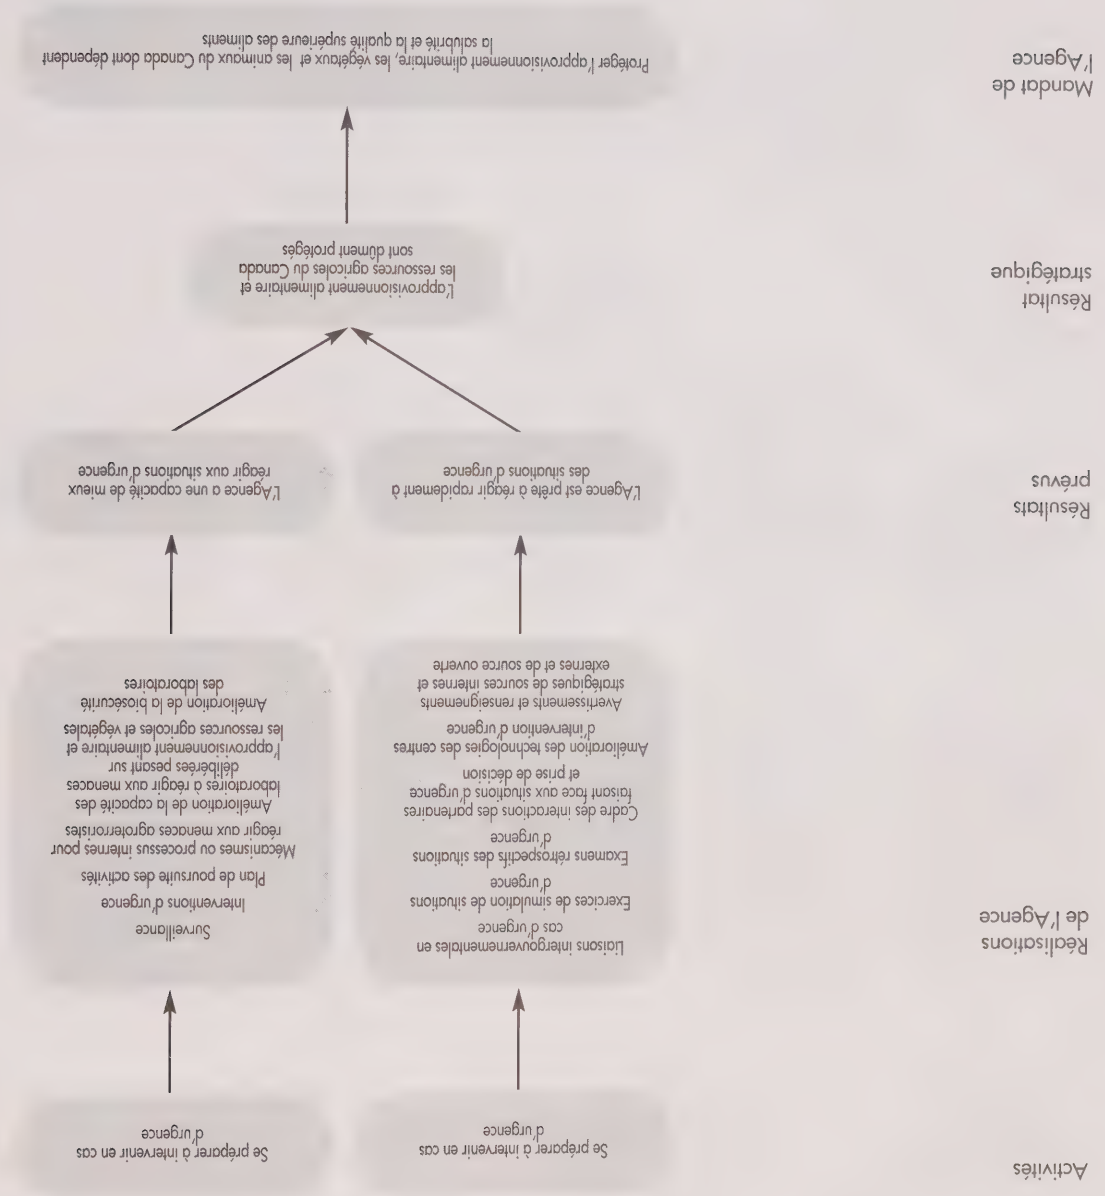 Activités
Se préparer à intervenir en cas
d'urgence
Se préparer à intervenir en cas
d'urgence
Réalisations
de l'Agence
Liaisons intergouvernementales en
cas d'urgence
Exercices de simulation de situations
d'urgence
Examens rétrospectifs des situations
d'urgence
Cadre des interactions des partenaires
faisant face aux situations d'urgence
et prise de décision
Amélioration des technologies des centres
d'intervention d'urgence
Avertissements et renseignements
stratégiques de sources internes et
externes et de source ouverte
Surveillance
Interventions d'urgence
Plan de poursuite des activités
Mécanismes ou processus internes pour
réagir aux menaces agroterroristes
Amélioration de la capacité des
laboratoires à réagir aux menaces
délibérées pesant sur
l'approvisionnement alimentaire et
les ressources agricoles et végétales
Amélioration de la biosécurité
des laboratoires
Résultats
prévus
L'Agence est prête à réagir rapidement à
des situations d'urgence
L'Agence a une capacité de mieux
réagir aux situations d'urgence
Résultat
stratégique
L'approvisionnement alimentaire et
les ressources agricoles du Canada
sont dûment protégés
Mandat de
l'Agence
Protéger l'approvisionnement alimentaire, les végétaux et les animaux du Canada dont dépendent
la salubrité et la qualité supérieure des aliments